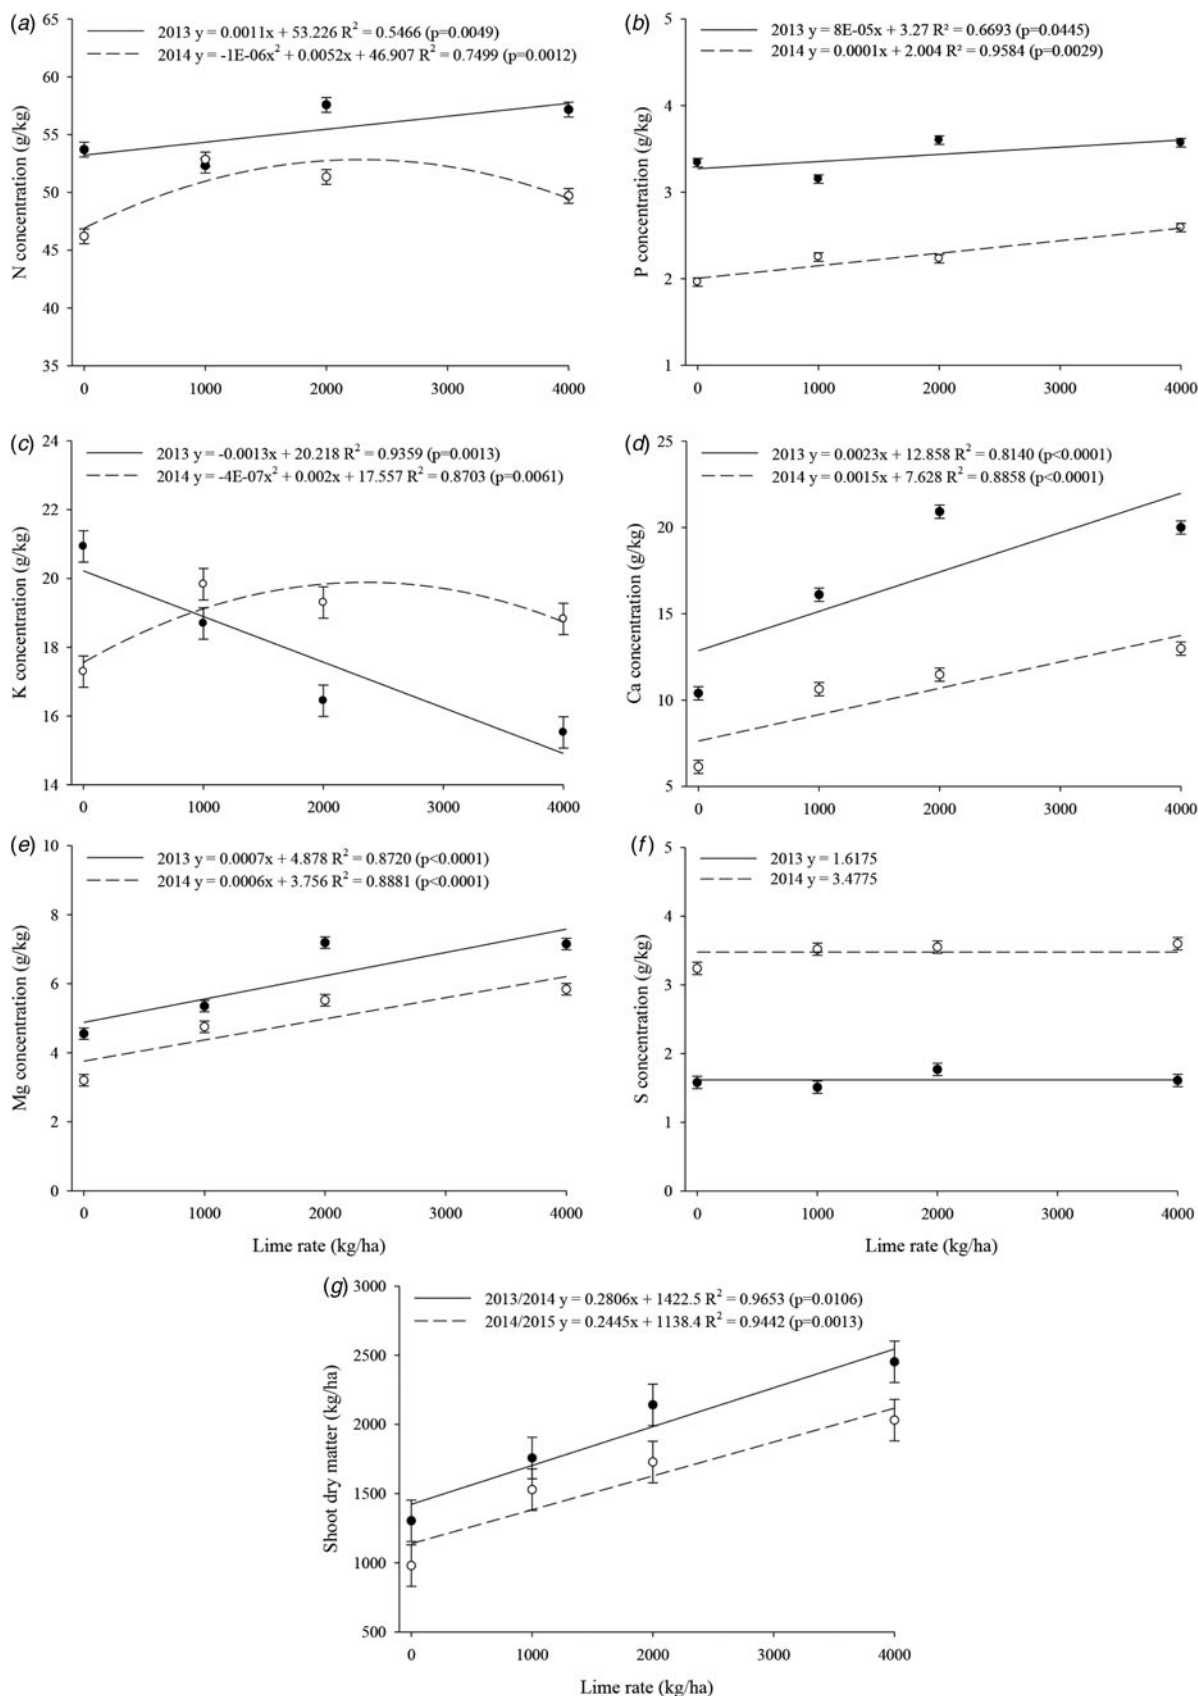 (a)
2013 y = 0.0011x + 53.226 R² = 0.5466 (p=0.0049)
2014 y = -1E-06x² + 0.0052x + 46.907 R² = 0.7499 (p=0.0012)
N concentration (g/kg)
65
60
55
50
45
40
35
0 1000 2000 3000 4000
(b)
2013 y = 8E-05x + 3.27 R² = 0.6693 (p=0.0445)
2014 y = 0.0001x + 2.004 R² = 0.9584 (p=0.0029)
P concentration (g/kg)
5
4
3
2
1
0 1000 2000 3000 4000
(c)
2013 y = -0.0013x + 20.218 R² = 0.9359 (p=0.0013)
2014 y = -4E-07x² + 0.002x + 17.557 R² = 0.8703 (p=0.0061)
K concentration (g/kg)
24
22
20
18
16
14
0 1000 2000 3000 4000
(d)
2013 y = 0.0023x + 12.858 R² = 0.8140 (p<0.0001)
2014 y = 0.0015x + 7.628 R² = 0.8858 (p<0.0001)
Ca concentration (g/kg)
25
20
15
10
5
0 1000 2000 3000 4000
(e)
2013 y = 0.0007x + 4.878 R² = 0.8720 (p<0.0001)
2014 y = 0.0006x + 3.756 R² = 0.8881 (p<0.0001)
Mg concentration (g/kg)
10
8
6
4
2
0
0 1000 2000 3000 4000
Lime rate (kg/ha)
(f)
2013 y = 1.6175
2014 y = 3.4775
S concentration (g/kg)
5
4
3
2
1
0
0 1000 2000 3000 4000
Lime rate (kg/ha)
(g)
2013/2014 y = 0.2806x + 1422.5 R² = 0.9653 (p=0.0106)
2014/2015 y = 0.2445x + 1138.4 R² = 0.9442 (p=0.0013)
Shoot dry matter (kg/ha)
3000
2500
2000
1500
1000
500
0 1000 2000 3000 4000
Lime rate (kg/ha)